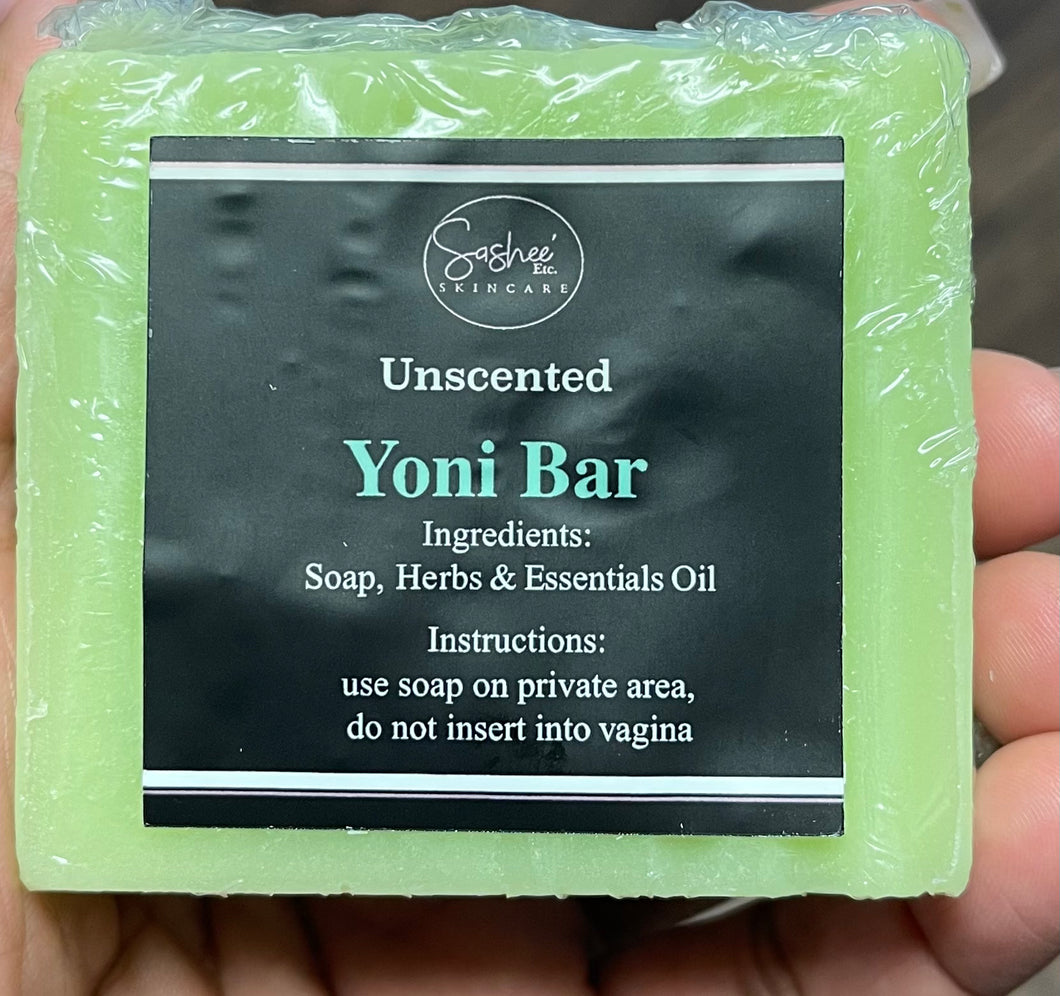 Sasheé
Etc.
SKINCARE
Unscented
Yoni Bar
Ingredients:
Soap, Herbs & Essentials Oil
Instructions:
use soap on private area,
do not insert into vagina